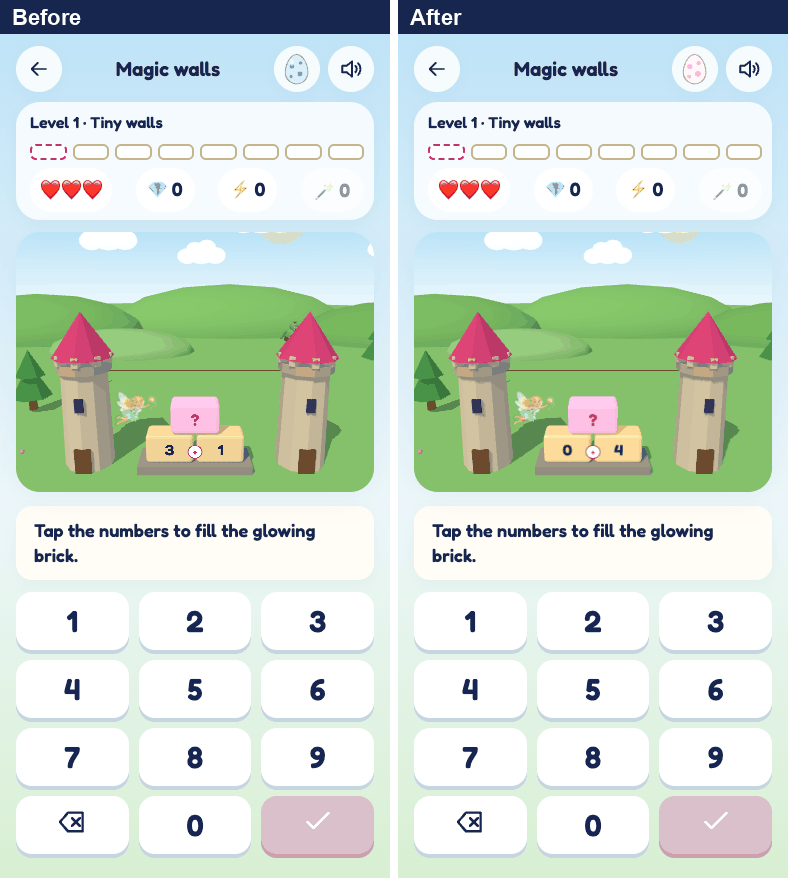 Before
Magic walls
Level 1 · Tiny walls
0
0
0
?
3
1
Tap the numbers to fill the glowing
brick.
1 2 3
4 5 6
7 8 9
0
After
Magic walls
Level 1 · Tiny walls
0
0
0
?
0
4
Tap the numbers to fill the glowing
brick.
1 2 3
4 5 6
7 8 9
0